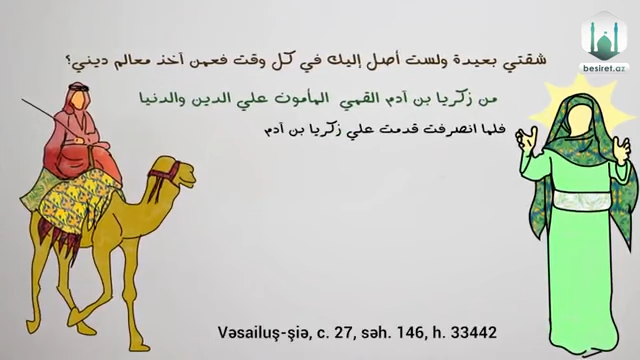 besiret.az
شقتي بعيدة ولست أصل إليك في كل وقت فعمن آخذ معالم ديني؟
من زكريا بن آدم القمي المأمون علي الدين والدنيا
فلما انصرفت قدمت علي زكريا بن آدم
Vəsailuş-şiə, c. 27, səh. 146, h. 33442